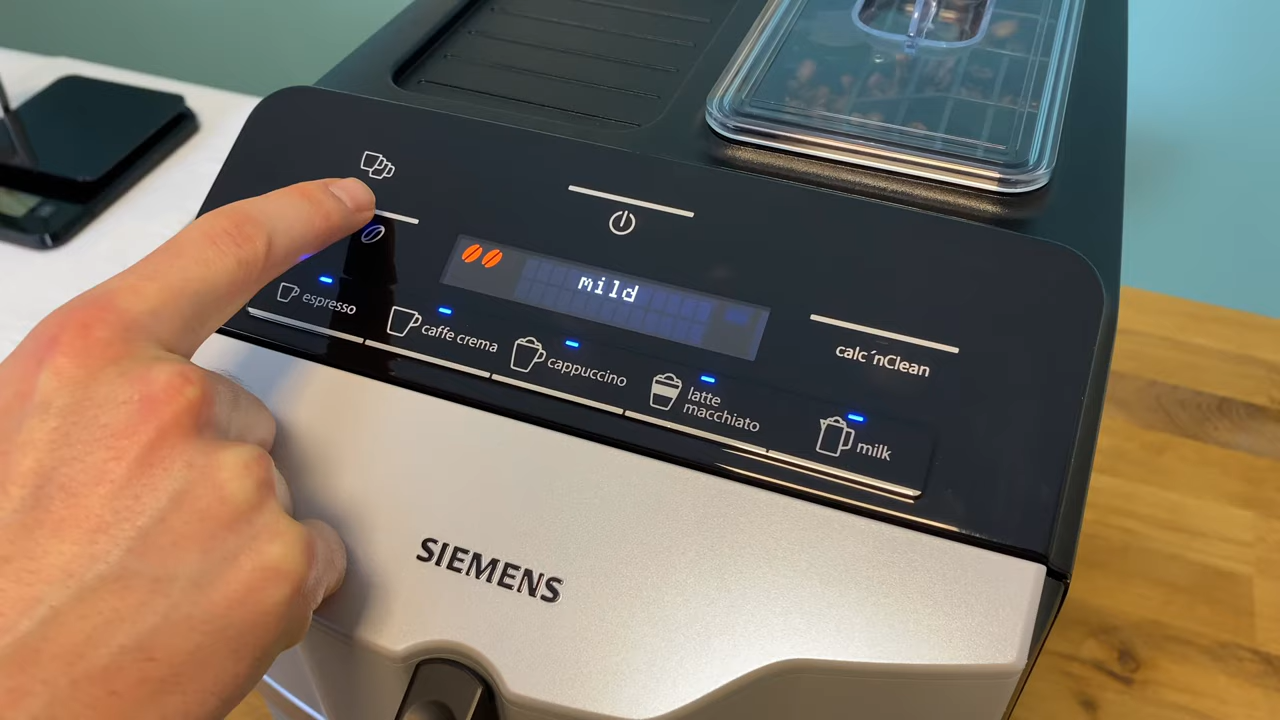 mild
espresso
caffe crema
cappuccino
latte
macchiato
milk
calc´nClean
SIEMENS